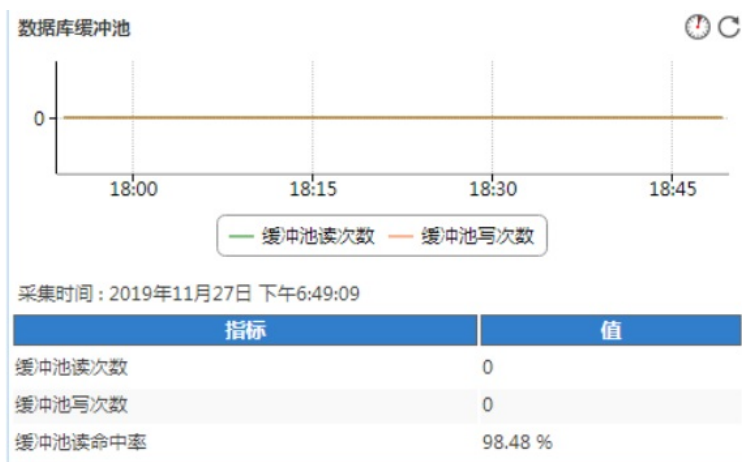 数据库缓冲池
0
18:00 18:15 18:30 18:45
缓冲池读次数 缓冲池写次数
采集时间 : 2019年11月27日 下午6:49:09
指标 值
缓冲池读次数 0
缓冲池写次数 0
缓冲池读命中率 98.48 %